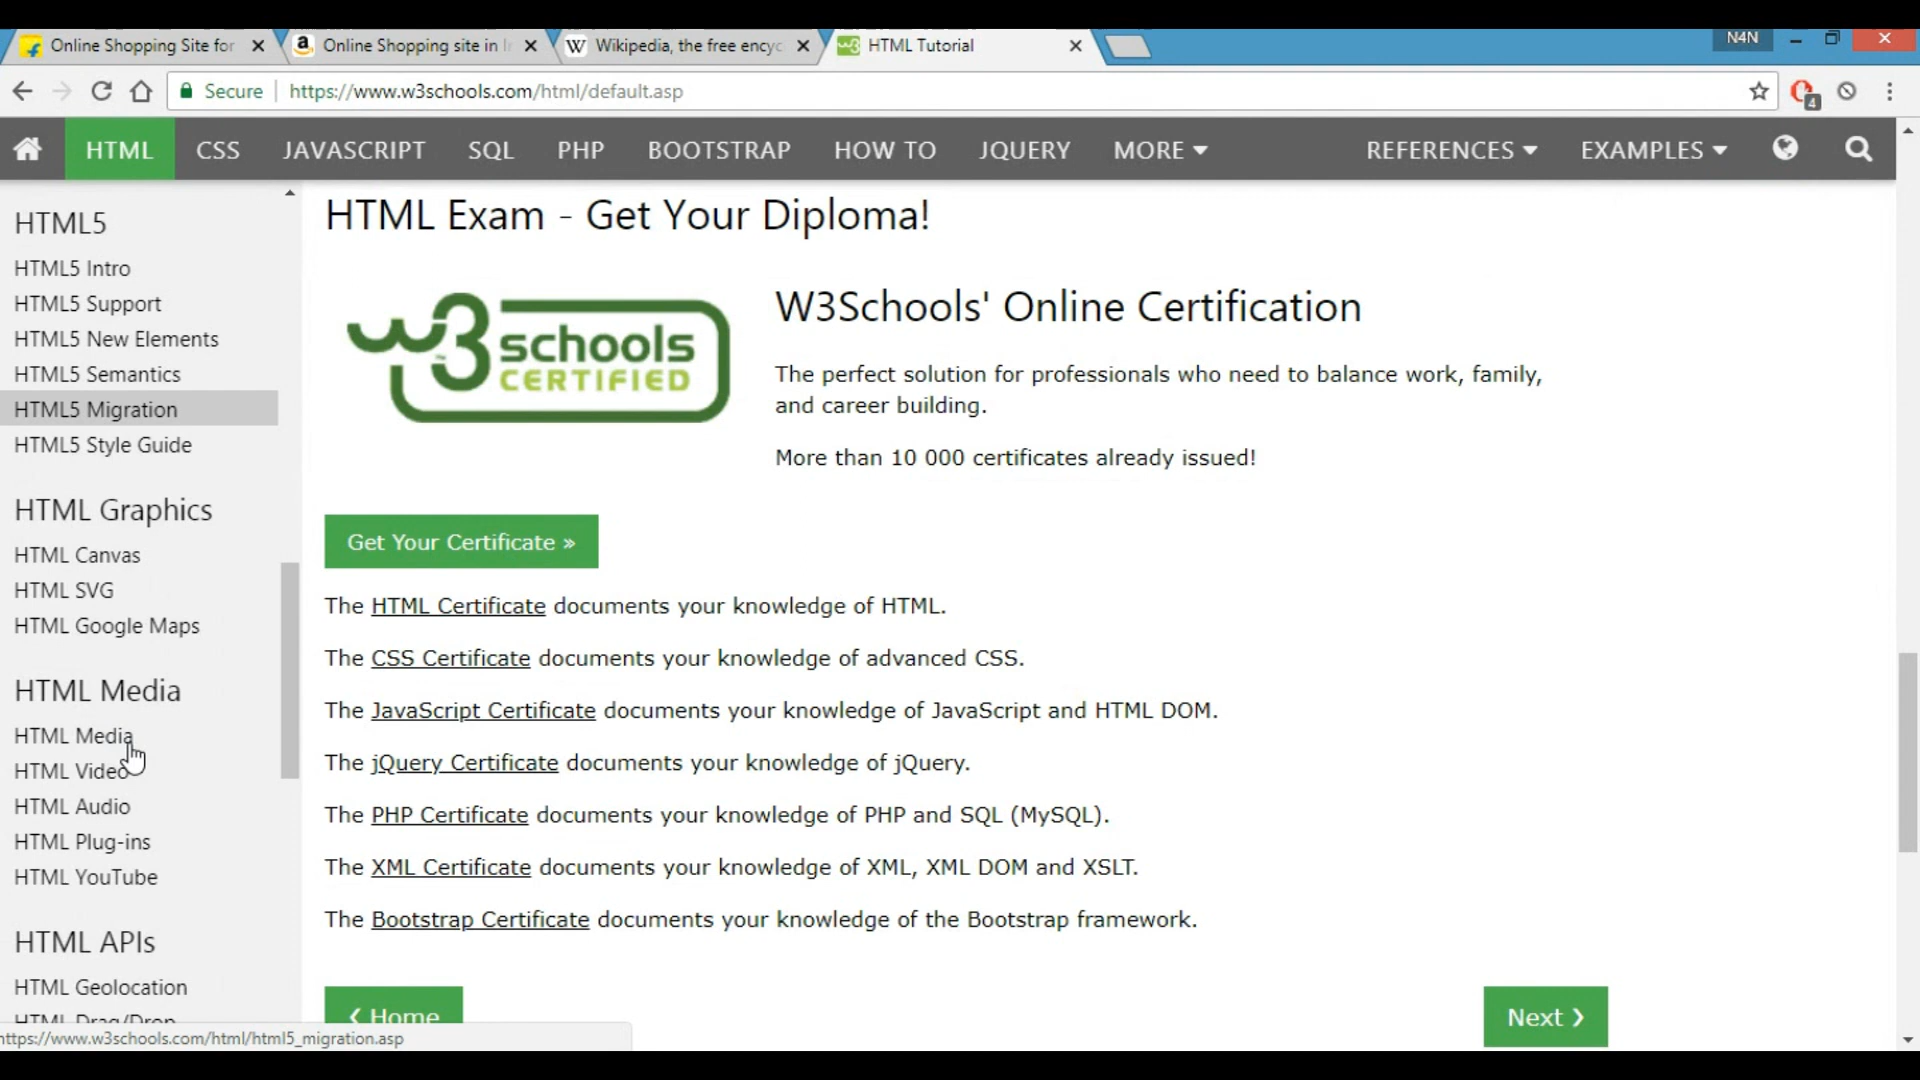 Online Shopping Site for
Online Shopping site in I
Wikipedia, the free encyc
HTML Tutorial
N4N
Secure
https://www.w3schools.com/html/default.asp
4
HTML
CSS
JAVASCRIPT
SQL
PHP
BOOTSTRAP
HOW TO
JQUERY
MORE
REFERENCES
EXAMPLES
HTML5
HTML5 Intro
HTML5 Support
HTML5 New Elements
HTML5 Semantics
HTML5 Migration
HTML5 Style Guide
HTML Graphics
HTML Canvas
HTML SVG
HTML Google Maps
HTML Media
HTML Media
HTML Video
HTML Audio
HTML Plug-ins
HTML YouTube
HTML APIs
HTML Geolocation
HTML Drag/Drop
https://www.w3schools.com/html/html5_migration.asp
HTML Exam - Get Your Diploma!
w3schools
CERTIFIED
W3Schools' Online Certification
The perfect solution for professionals who need to balance work, family,
and career building.
More than 10 000 certificates already issued!
Get Your Certificate »
The HTML Certificate documents your knowledge of HTML.
The CSS Certificate documents your knowledge of advanced CSS.
The JavaScript Certificate documents your knowledge of JavaScript and HTML DOM.
The jQuery Certificate documents your knowledge of jQuery.
The PHP Certificate documents your knowledge of PHP and SQL (MySQL).
The XML Certificate documents your knowledge of XML, XML DOM and XSLT.
The Bootstrap Certificate documents your knowledge of the Bootstrap framework.
❮ Home
Next ❯